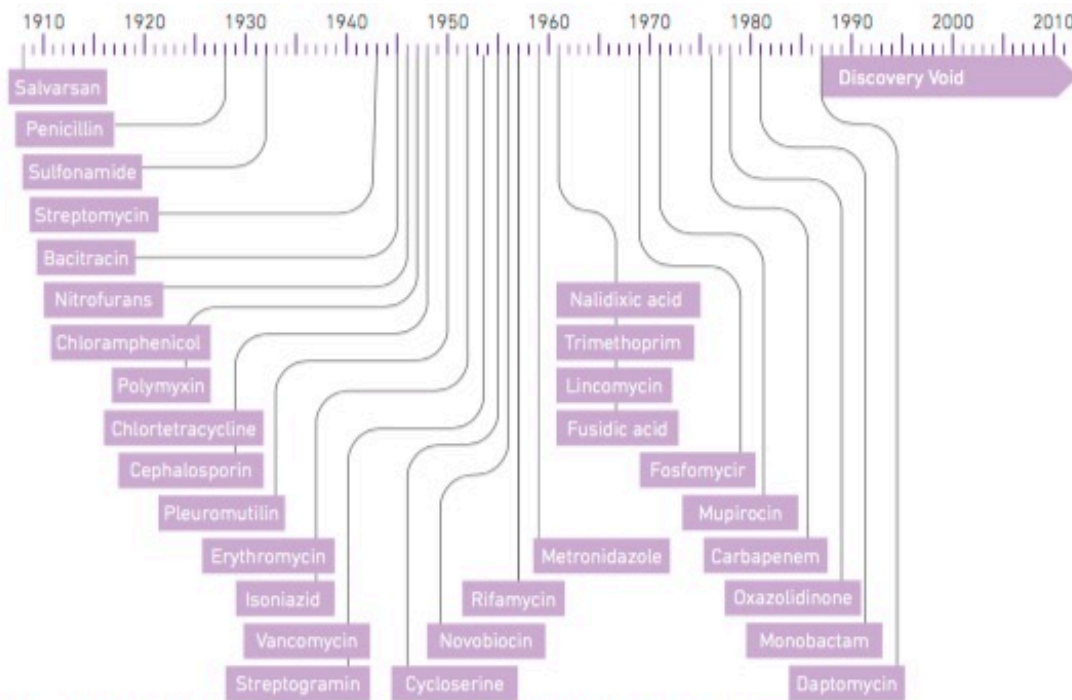 1910 1920 1930 1940 1950 1960 1970 1980 1990 2000 2010
Salvarsan
Discovery Void
Penicillin
Sulfonamide
Streptomycin
Bacitracin
Nitrofurans
Nalidixic acid
Chloramphenicol
Trimethoprim
Polymyxin
Lincomycin
Chlortetracycline
Fusidic acid
Cephalosporin
Fosfomycir
Pleuromutilin
Mupirocin
Erythromycin
Metronidazole
Carbapenem
Isoniazid
Rifamycin
Oxazolidinone
Vancomycin
Novobiocin
Monobactam
Streptogramin
Cycloserine
Daptomycin